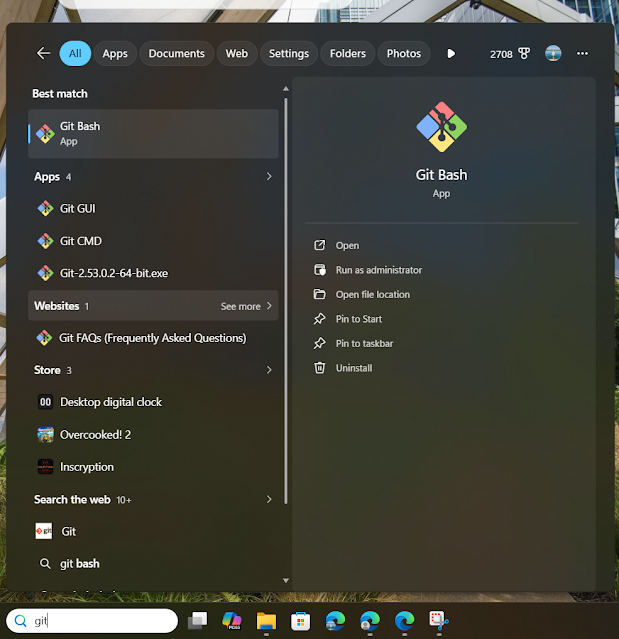 All
Apps
Documents
Web
Settings
Folders
Photos
2708
Best match
Git Bash
App
Apps 4
Git GUI
Git CMD
Git-2.53.0.2-64-bit.exe
Websites 1
See more
Git FAQs (Frequently Asked Questions)
Store 3
00
Desktop digital clock
Overcooked! 2
Inscryption
Search the web 10+
git
Git
git bash
Git Bash
App
Open
Run as administrator
Open file location
Pin to Start
Pin to taskbar
Uninstall
git